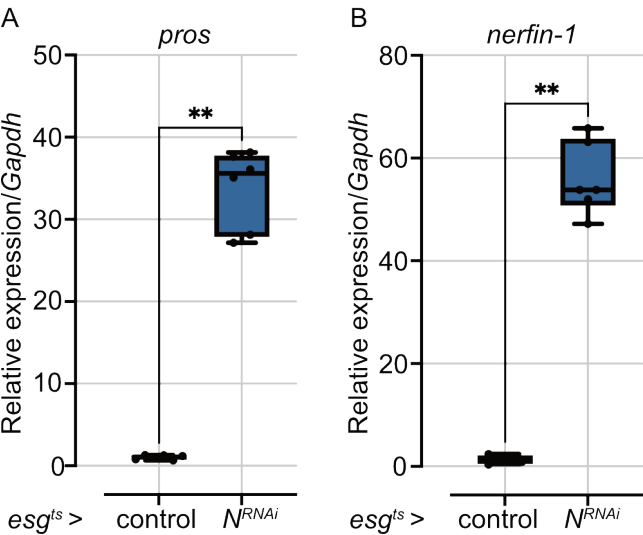 A
pros
Relative expression/Gapdh
50
40
30
20
10
0
**
esgts > control NRNAi
B
nerfin-1
Relative expression/Gapdh
80
60
40
20
0
**
esgts > control NRNAi